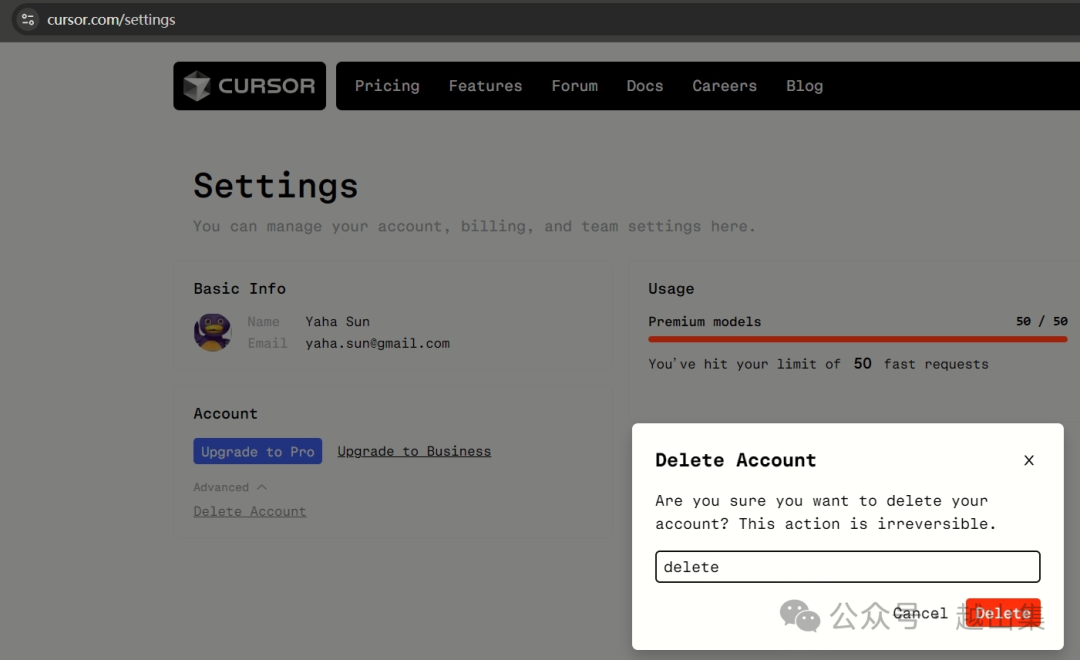 cursor.com/settings
CURSOR Pricing Features Forum Docs Careers Blog
Settings
You can manage your account, billing, and team settings here.
Basic Info
Name Yaha Sun
Email yaha.sun@gmail.com
Account
Upgrade to Pro Upgrade to Business
Advanced
Delete Account
Usage
Premium models 50 / 50
You've hit your limit of 50 fast requests
Delete Account X
Are you sure you want to delete your
account? This action is irreversible.
delete
Cancel Delete
公众号 越山集